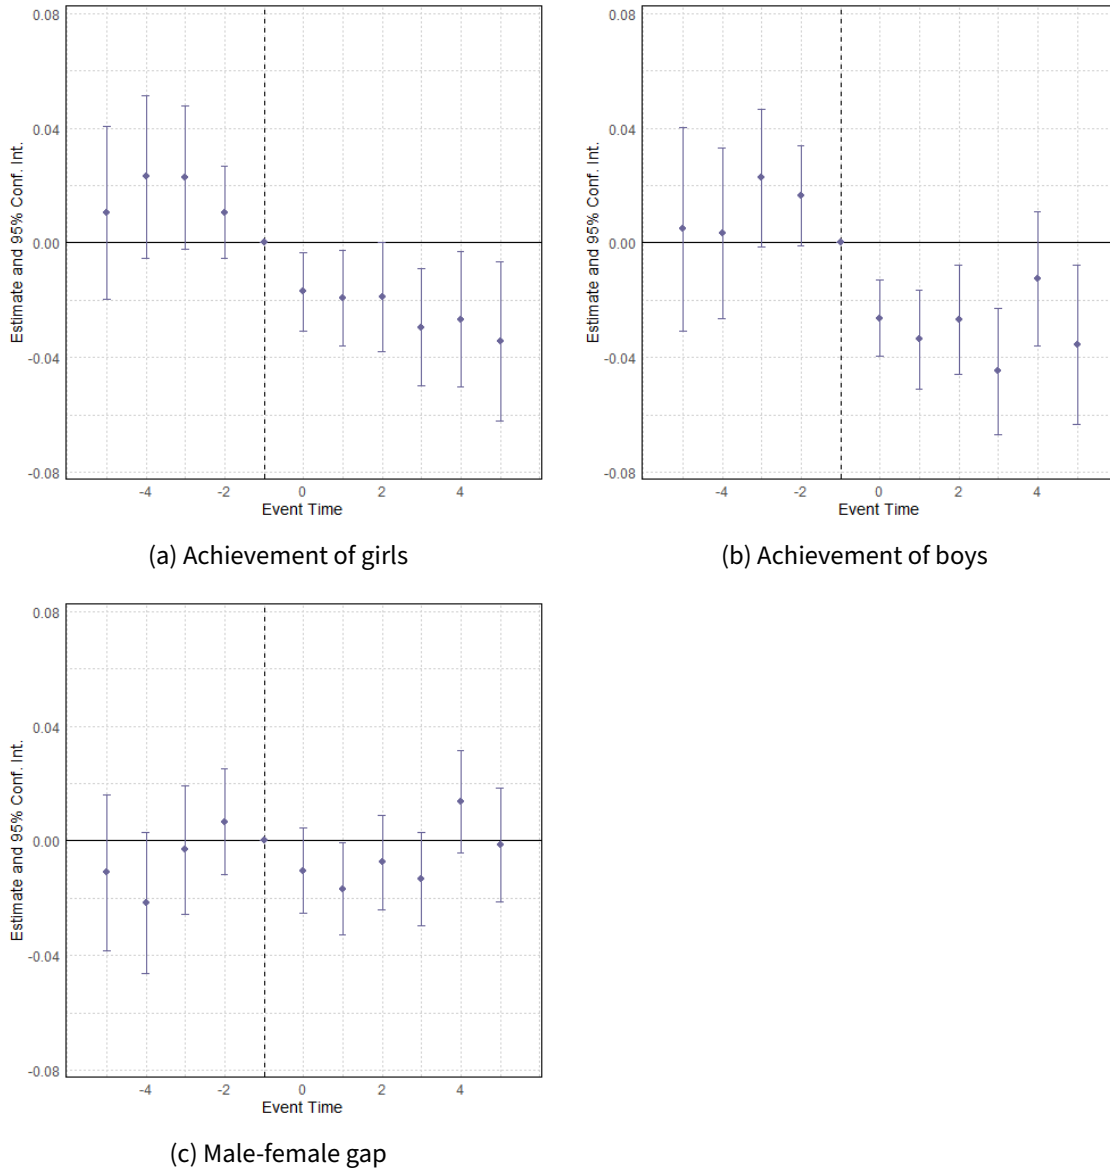 Estimate and 95% Conf. Int.
0.08
0.04
0.00
-0.04
-0.08
-4 -2 0 2 4
Event Time
(a) Achievement of girls
Estimate and 95% Conf. Int.
0.08
0.04
0.00
-0.04
-0.08
-4 -2 0 2 4
Event Time
(b) Achievement of boys
Estimate and 95% Conf. Int.
0.08
0.04
0.00
-0.04
-0.08
-4 -2 0 2 4
Event Time
(c) Male-female gap